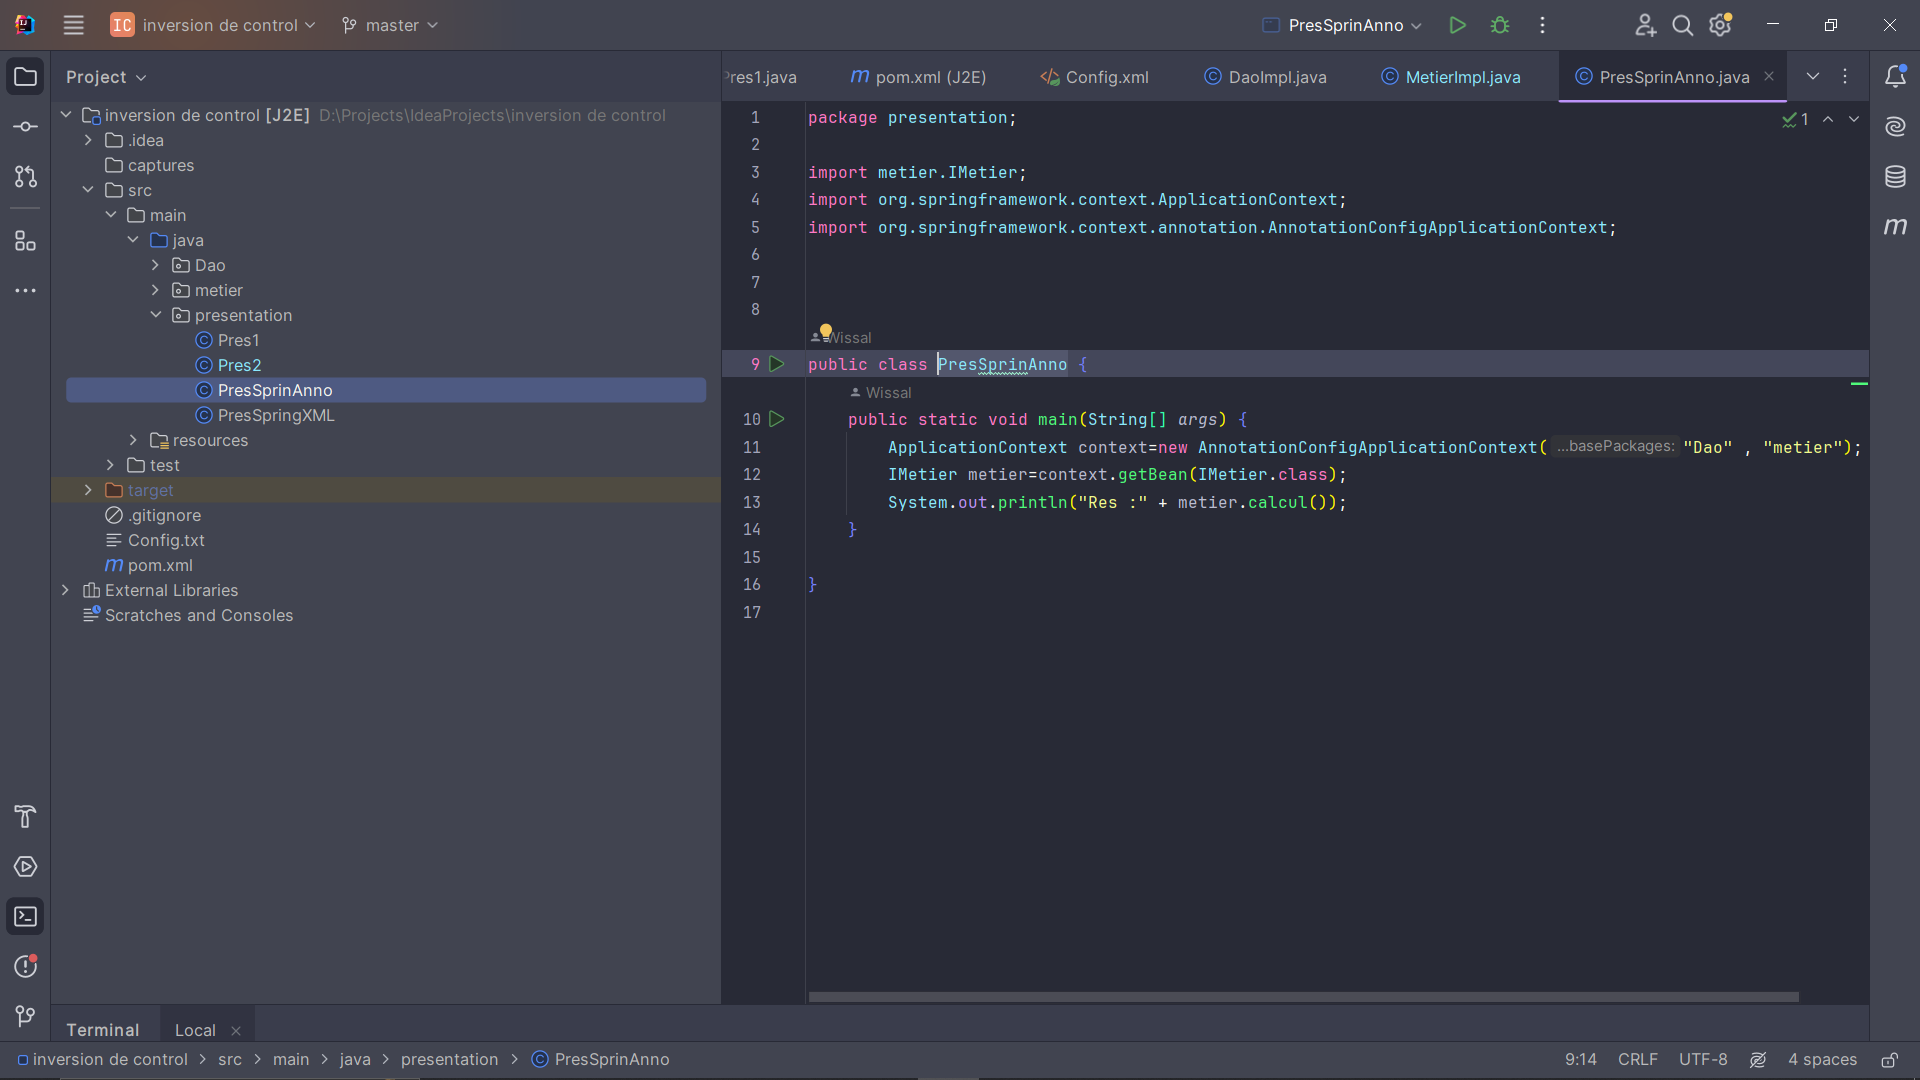 IC inversion de control master PresSprinAnno
Project
inversion de control [J2E] D:\Projects\IdeaProjects\inversion de control
.idea
captures
src
main
java
Dao
metier
presentation
Pres1
Pres2
PresSprinAnno
PresSpringXML
resources
test
target
.gitignore
Config.txt
pom.xml
External Libraries
Scratches and Consoles
Pres1.java pom.xml (J2E) Config.xml DaoImpl.java MetierImpl.java PresSprinAnno.java
1 package presentation; 1
2
3 import metier.IMetier;
4 import org.springframework.context.ApplicationContext;
5 import org.springframework.context.annotation.AnnotationConfigApplicationContext;
6
7
8
Wissal
9 public class PresSprinAnno {
Wissal
10 public static void main(String[] args) {
11 ApplicationContext context=new AnnotationConfigApplicationContext( ...basePackages: "Dao" , "metier");
12 IMetier metier=context.getBean(IMetier.class);
13 System.out.println("Res :" + metier.calcul());
14 }
15
16 }
17
Terminal Local
inversion de control > src > main > java > presentation > PresSprinAnno 9:14 CRLF UTF-8 4 spaces